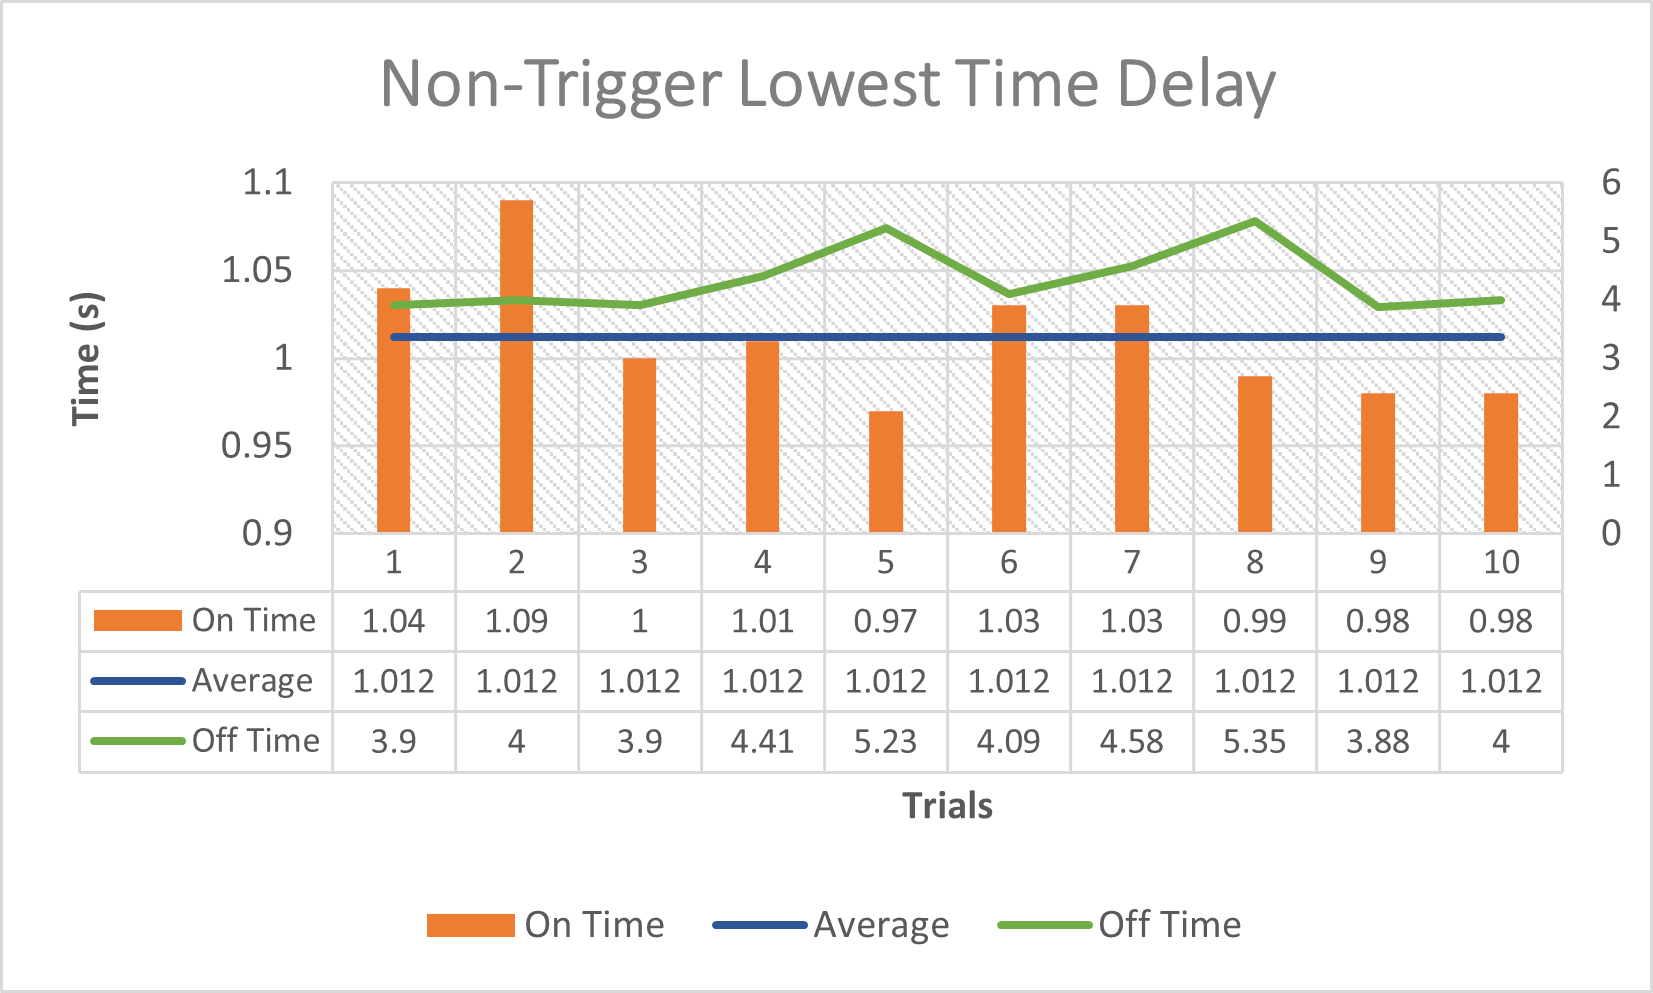 Non-Trigger Lowest Time Delay
1.1
1.05
1
0.95
0.9
Time (s)
6
5
4
3
2
1
0
1 2 3 4 5 6 7 8 9 10
On Time 1.04 1.09 1 1.01 0.97 1.03 1.03 0.99 0.98 0.98
Average 1.012 1.012 1.012 1.012 1.012 1.012 1.012 1.012 1.012 1.012
Off Time 3.9 4 3.9 4.41 5.23 4.09 4.58 5.35 3.88 4
Trials
On Time Average Off Time